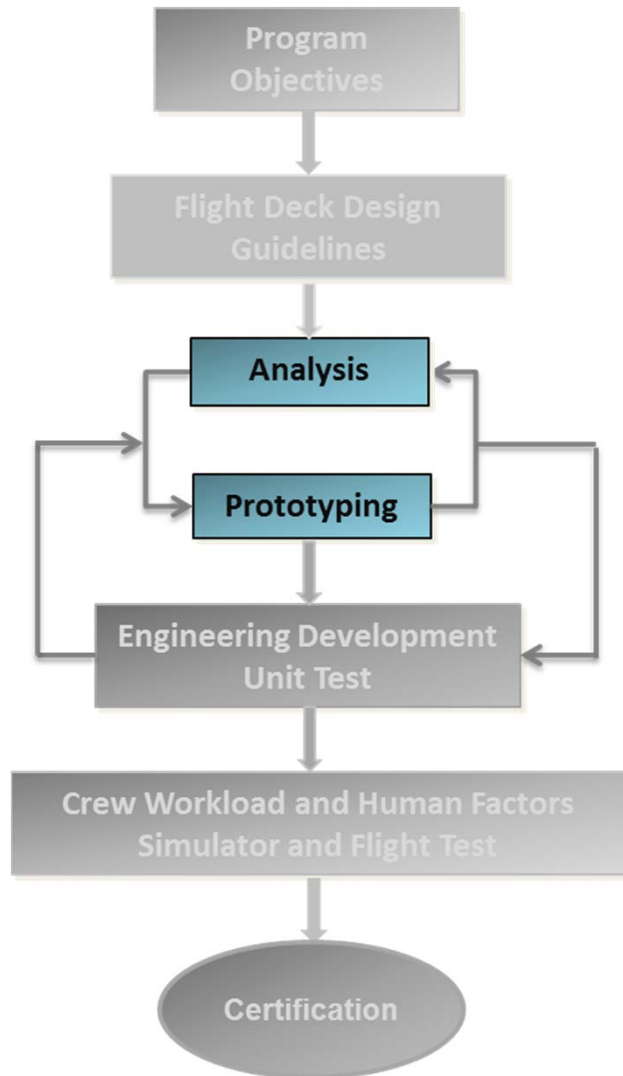 Program
Objectives
Flight Deck Design
Guidelines
Analysis
Prototyping
Engineering Development
Unit Test
Crew Workload and Human Factors
Simulator and Flight Test
Certification